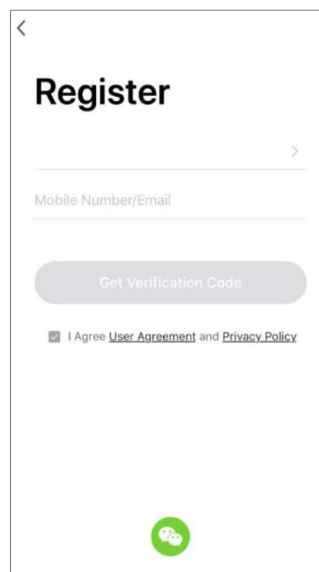 Register
Mobile Number/Email
Get Verification Code
I Agree User Agreement and Privacy Policy